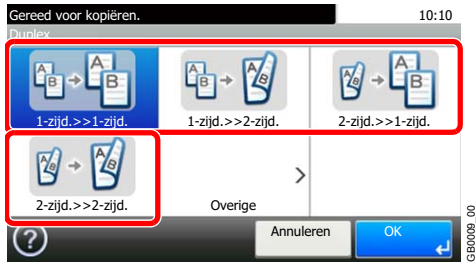 Gereed voor kopiëren. 10:10
Duplex
A B A B
A B A B
A B A B
1-zijd.>>1-zijd. 1-zijd.>>2-zijd. 2-zijd.>>1-zijd.
A B A B
2-zijd.>>2-zijd. Overige
? Annuleren OK
GB0009_00